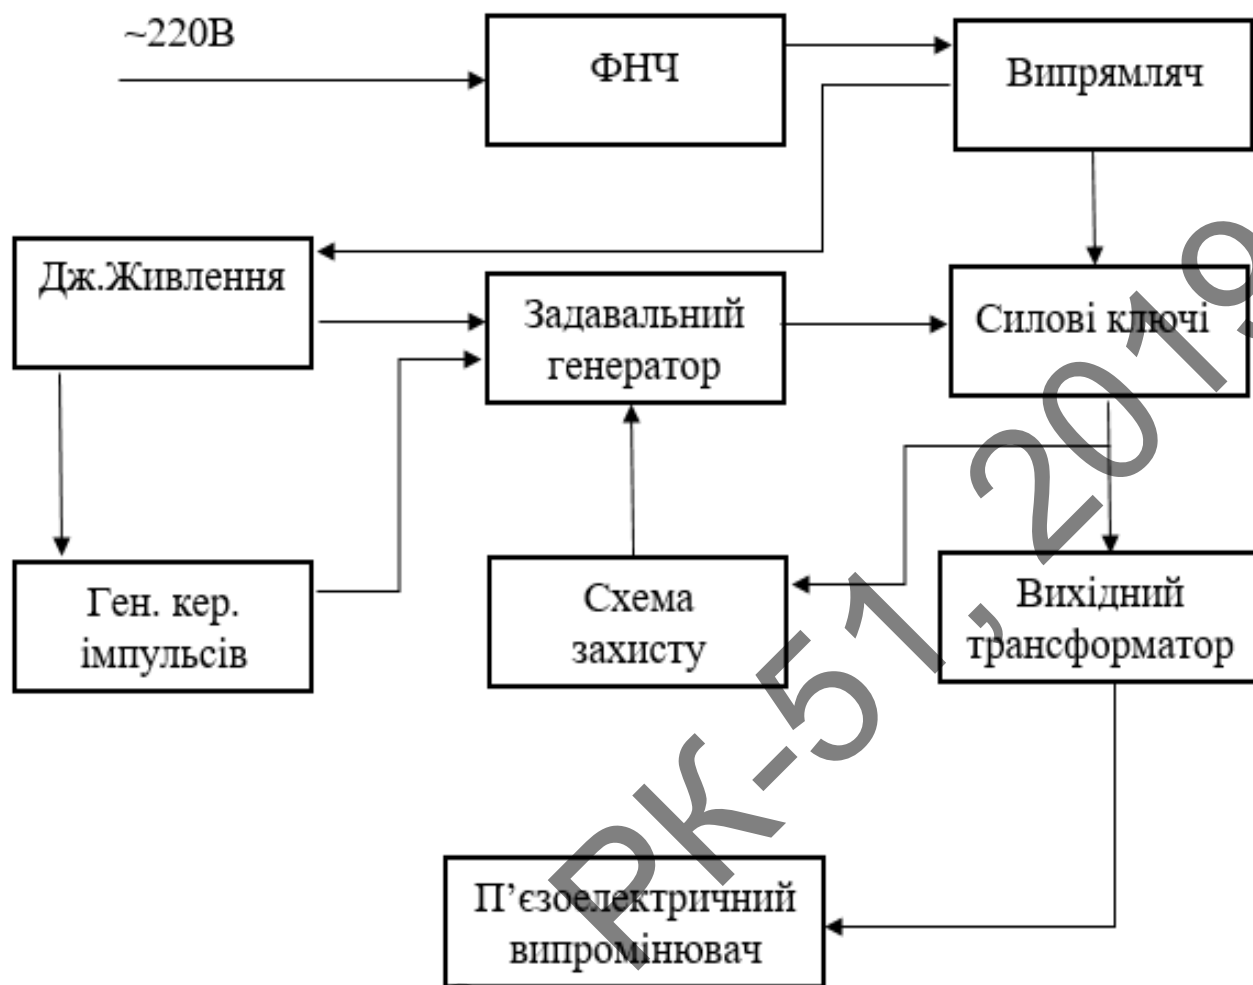 ~220В
ФНЧ
Випрямляч
Дж.Живлення
Задавальний
генератор
Силові ключі
Ген. кер.
імпульсів
Схема
захисту
Вихідний
трансформатор
П’єзоелектричний
випромінювач
РК-51, 2019